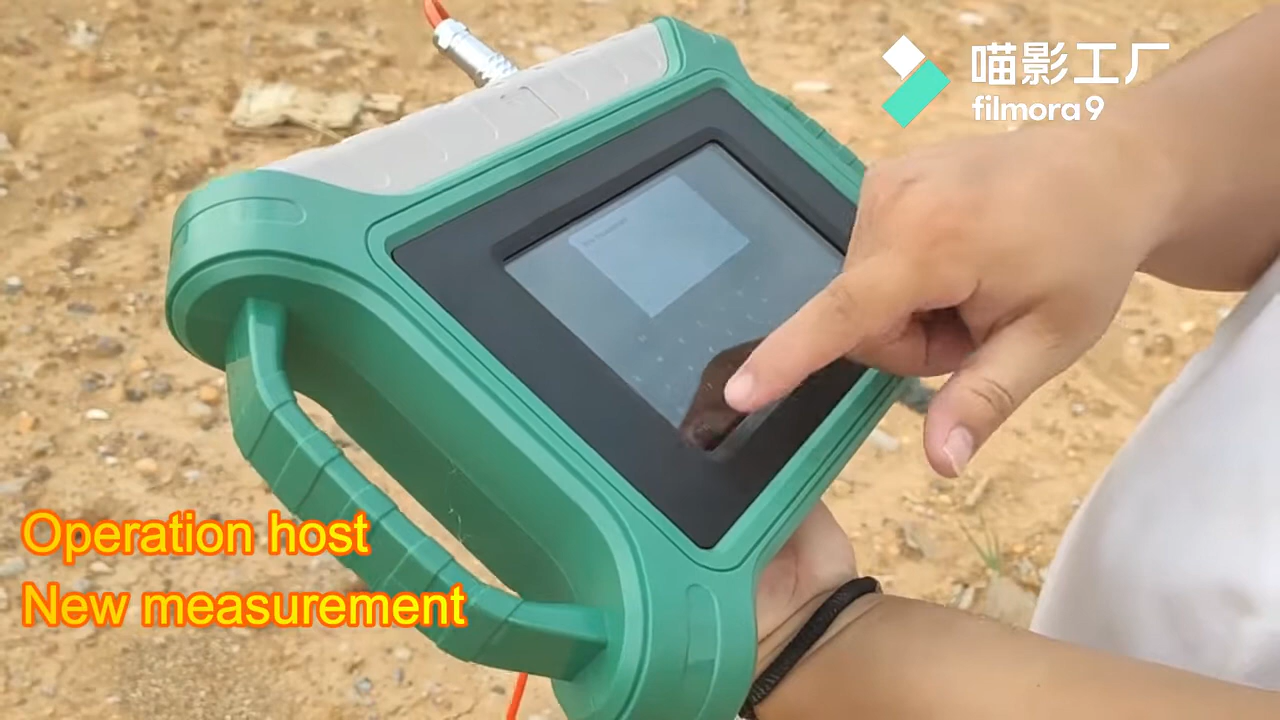 喵影工厂
filmora9
Operation host
New measurement